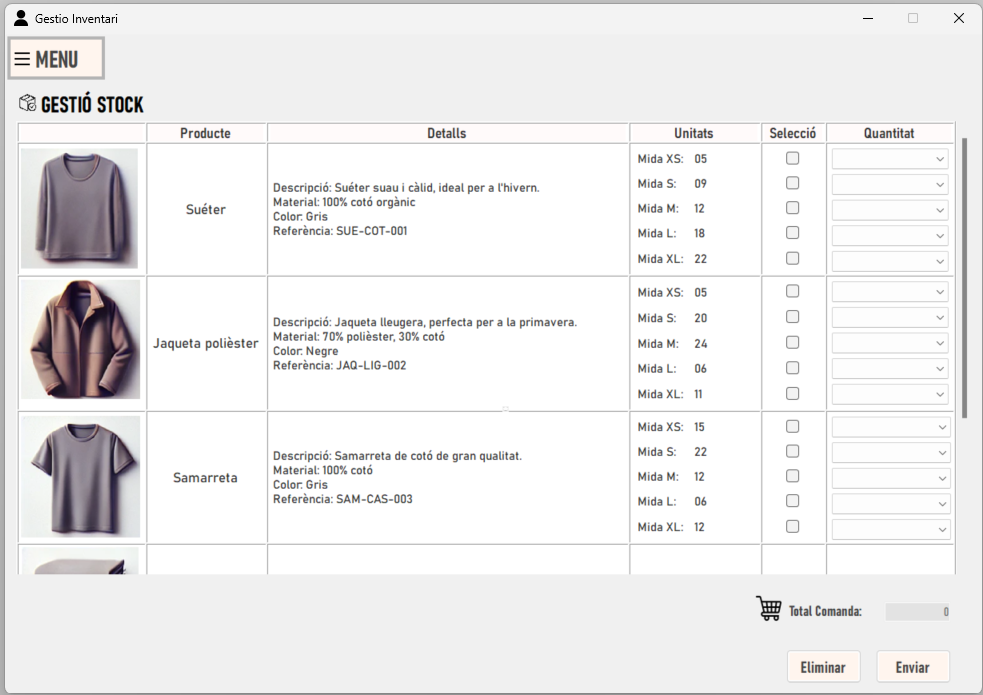 Gestio Inventari
MENU
GESTIÓ STOCK
Producte Detalls Unitats Selecció Quantitat
Suéter
Descripció: Suéter suau i càlid, ideal per a l'hivern.
Material: 100% cotó orgànic
Color: Gris
Referència: SUE-COT-001
Mida XS: 05
Mida S: 09
Mida M: 12
Mida L: 18
Mida XL: 22
Jaqueta polièster
Descripció: Jaqueta lleugera, perfecta per a la primavera.
Material: 70% polièster, 30% cotó
Color: Negre
Referència: JAQ-LIG-002
Mida XS: 05
Mida S: 20
Mida M: 24
Mida L: 06
Mida XL: 11
Samarreta
Descripció: Samarreta de cotó de gran qualitat.
Material: 100% cotó
Color: Gris
Referència: SAM-CAS-003
Mida XS: 15
Mida S: 22
Mida M: 12
Mida L: 06
Mida XL: 12
Total Comanda: 0
Eliminar Enviar